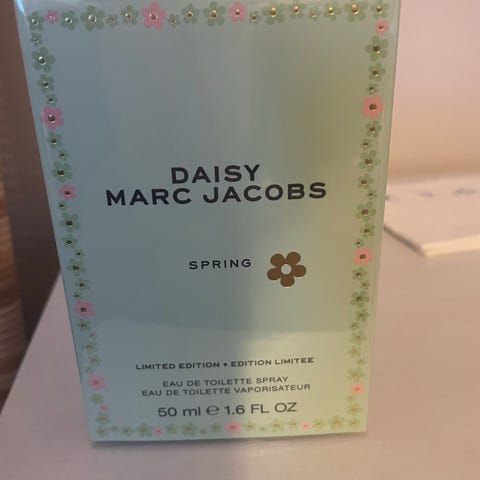 DAISY
MARC JACOBS
SPRING
LIMITED EDITION • EDITION LIMITEE
EAU DE TOILETTE SPRAY
EAU DE TOILETTE VAPORISATEUR
50 ml ℮ 1.6 FL OZ